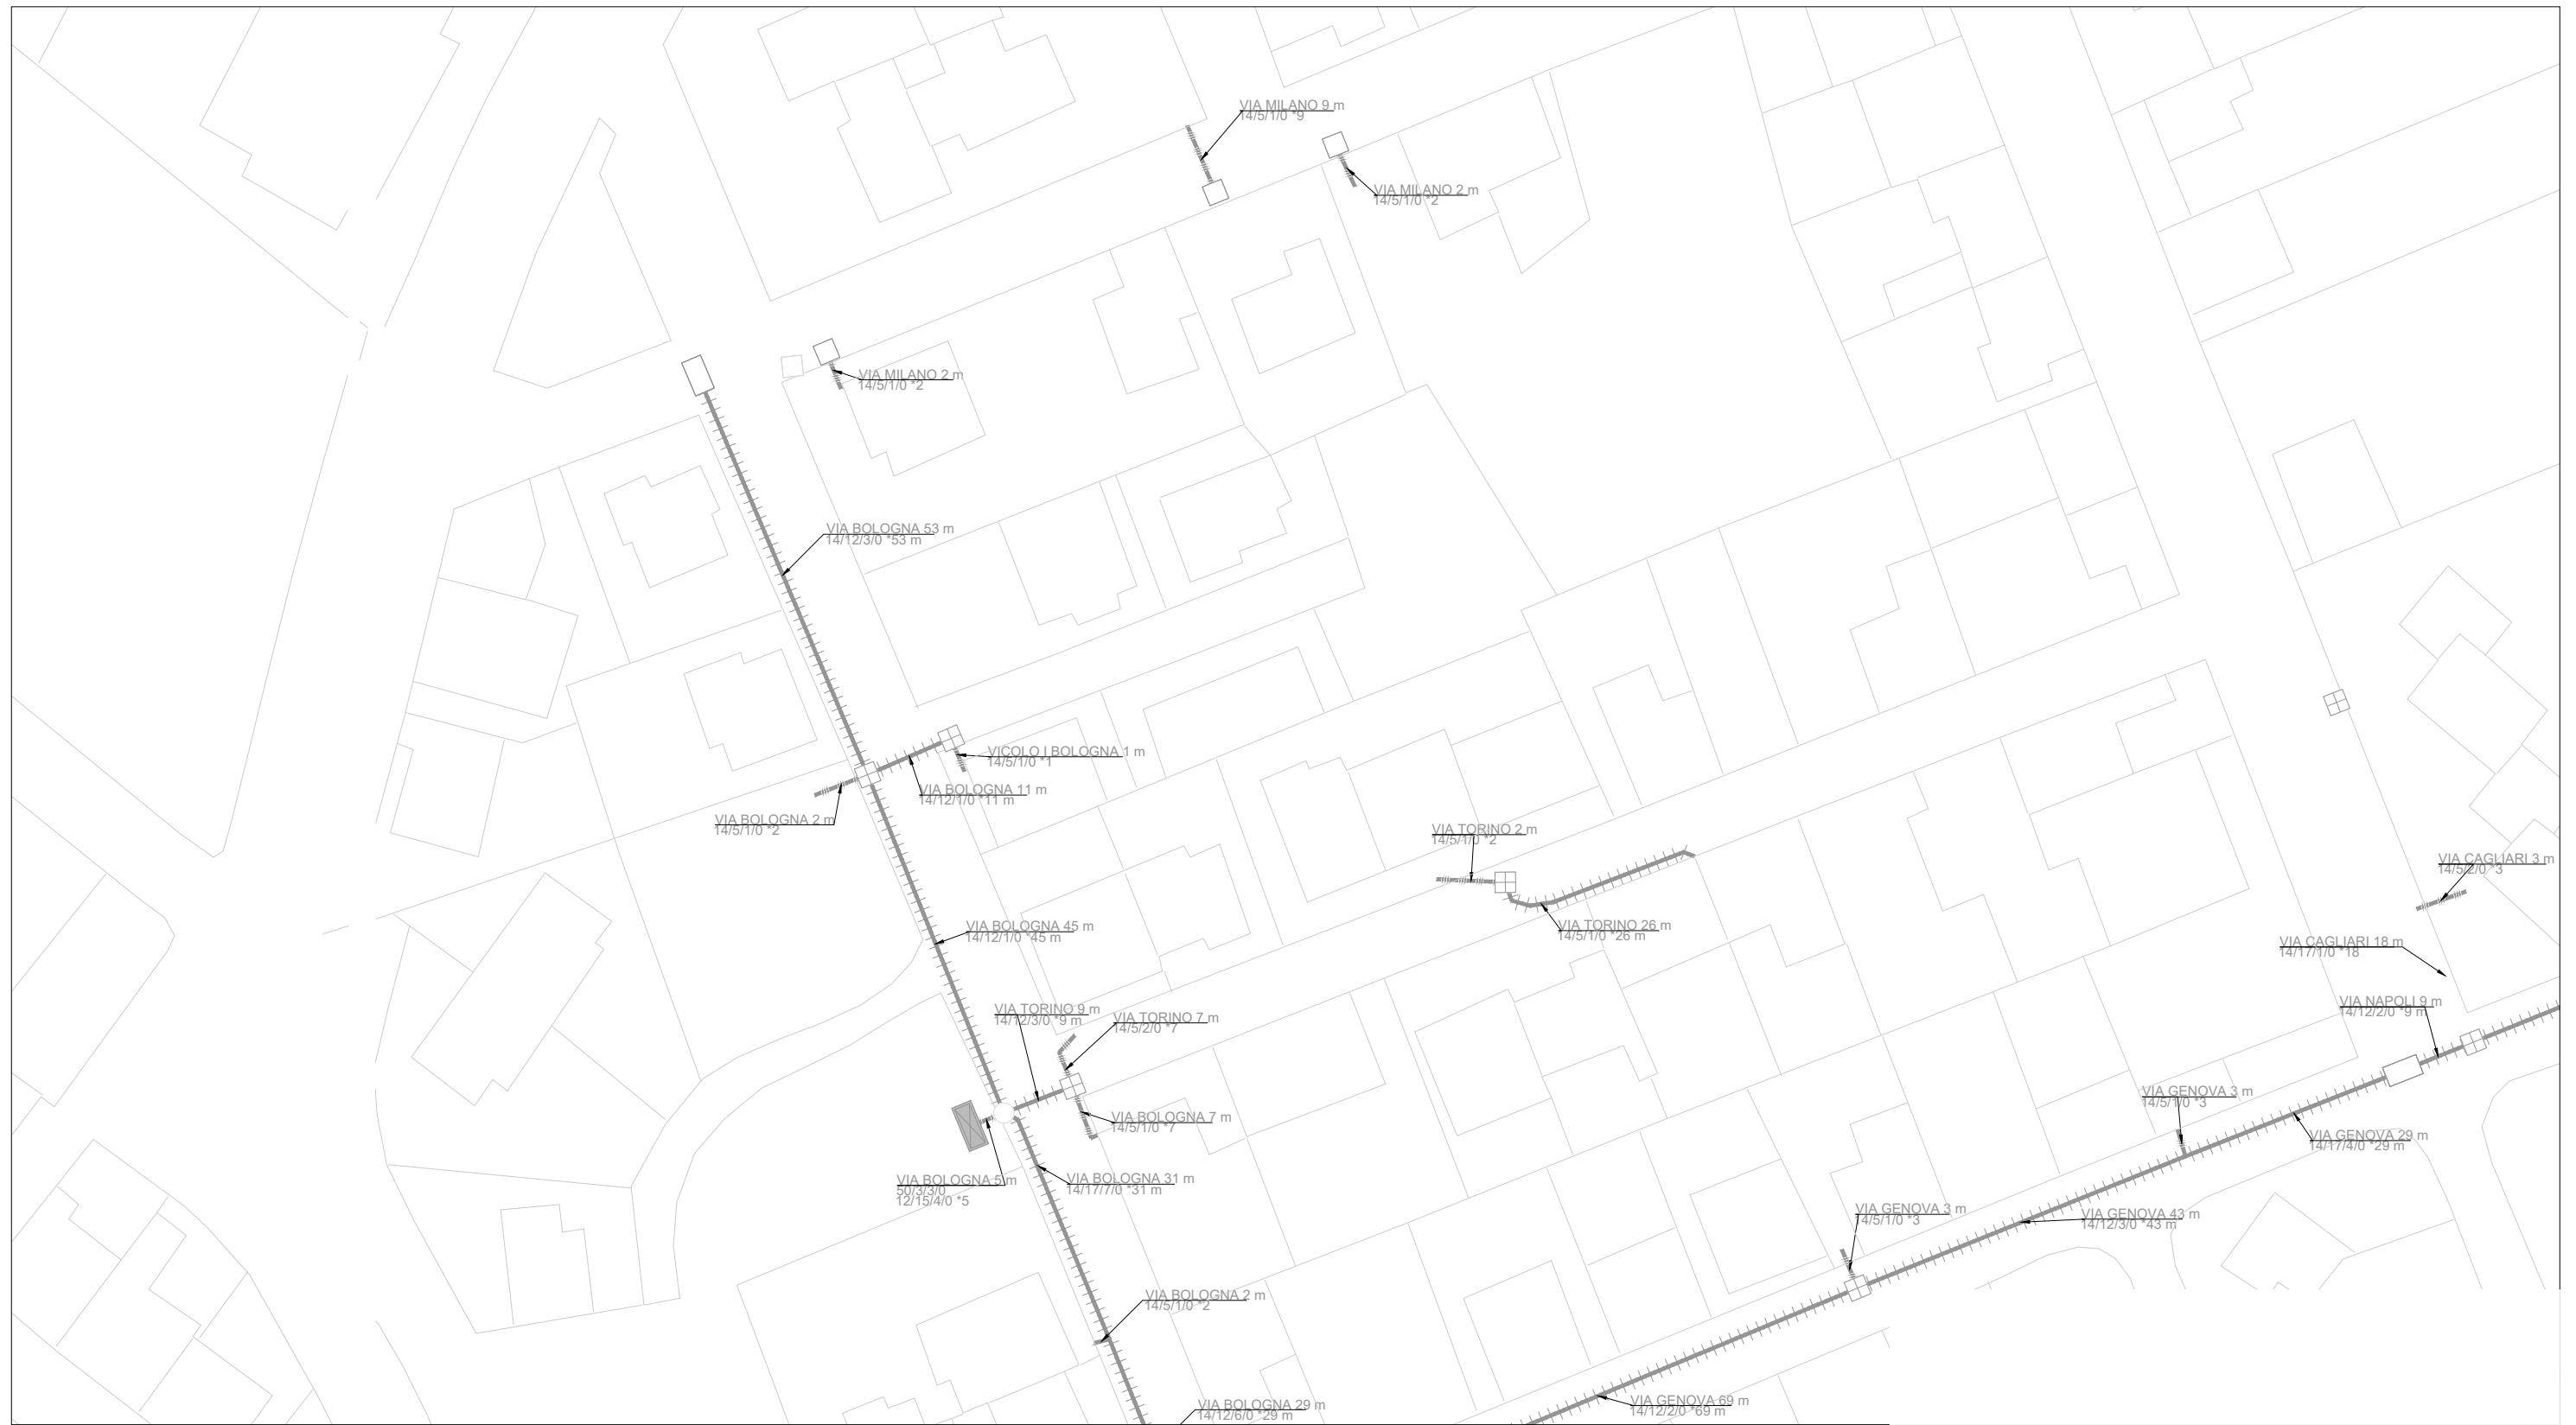 VIA MILANO 9 m
14/5/1/0 *9
VIA MILANO 2 m
14/5/1/0 *2
VIA MILANO 2 m
14/5/1/0 *2
VIA BOLOGNA 53 m
14/12/3/0 *53 m
VICOLO I BOLOGNA 1 m
14/5/1/0 *1
VIA BOLOGNA 11 m
14/12/1/0 *11 m
VIA BOLOGNA 2 m
14/5/1/0 *2
VIA TORINO 2 m
14/5/1/0 *2
VIA CAGLIARI 3 m
14/5/2/0 *3
VIA BOLOGNA 45 m
14/12/1/0 *45 m
VIA TORINO 26 m
14/5/1/0 *26 m
VIA CAGLIARI 18 m
14/17/1/0 *18
VIA TORINO 9 m
14/12/3/0 *9 m
VIA TORINO 7 m
14/5/2/0 *7
VIA NAPOLI 9 m
14/12/2/0 *9 m
VIA GENOVA 3 m
14/5/1/0 *3
VIA BOLOGNA 7 m
14/5/1/0 *7
VIA GENOVA 29 m
14/17/4/0 *29 m
VIA BOLOGNA 5 m
50/3/3/0
12/15/4/0 *5
VIA BOLOGNA 31 m
14/17/7/0 *31 m
VIA GENOVA 3 m
14/5/1/0 *3
VIA GENOVA 43 m
14/12/3/0 *43 m
VIA BOLOGNA 2 m
14/5/1/0 *2
VIA BOLOGNA 29 m
14/12/6/0 *29 m
VIA GENOVA 69 m
14/12/2/0 *69 m